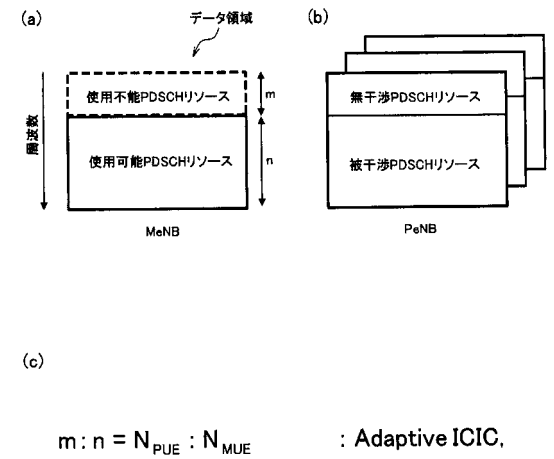 (a)
データ領域
使用不能PDSCHリソース
m
周波数
使用可能PDSCHリソース
n
MeNB
(b)
無干渉PDSCHリソース
被干渉PDSCHリソース
PeNB
(c)
m : n = N_PUE : N_MUE : Adaptive ICIC,